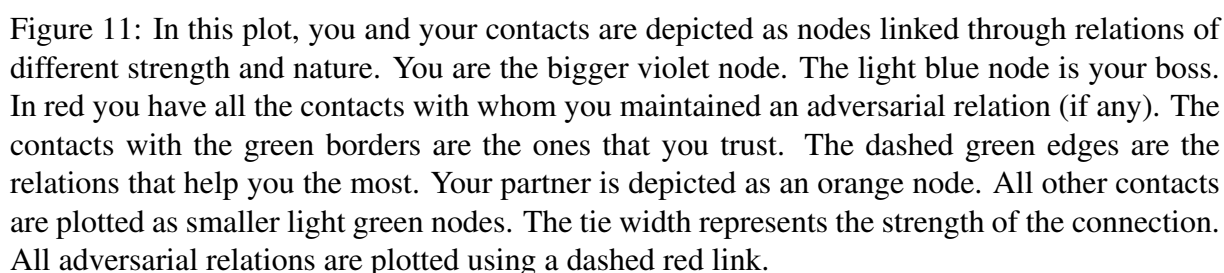 Figure 11: In this plot, you and your contacts are depicted as nodes linked through relations of
different strength and nature. You are the bigger violet node. The light blue node is your boss.
In red you have all the contacts with whom you maintained an adversarial relation (if any). The
contacts with the green borders are the ones that you trust. The dashed green edges are the
relations that help you the most. Your partner is depicted as an orange node. All other contacts
are plotted as smaller light green nodes. The tie width represents the strength of the connection.
All adversarial relations are plotted using a dashed red link.